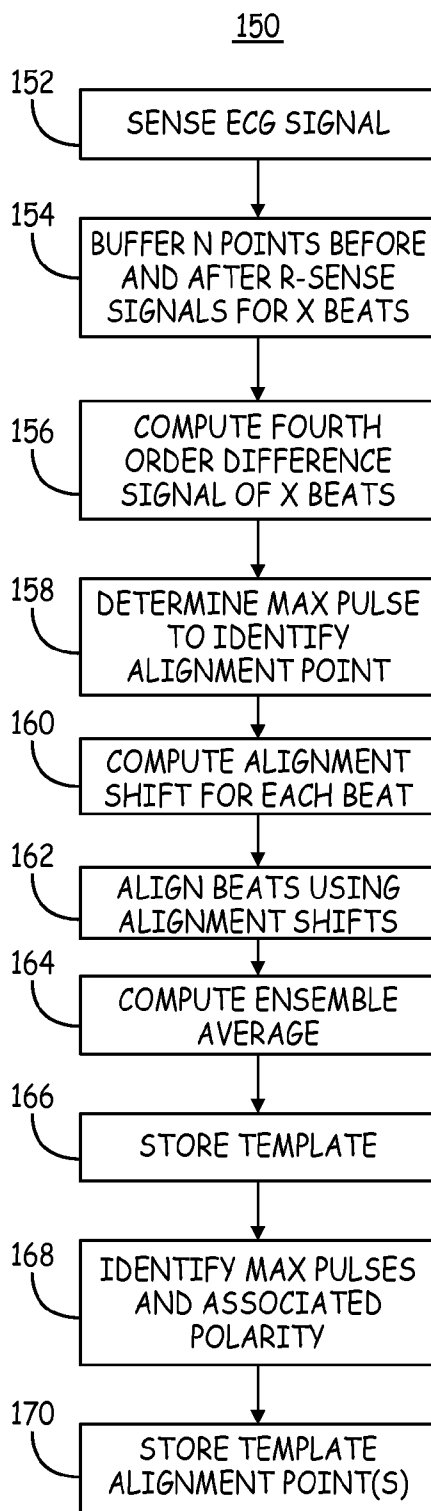 150
152
SENSE ECG SIGNAL
154
BUFFER N POINTS BEFORE
AND AFTER R-SENSE
SIGNALS FOR X BEATS
156
COMPUTE FOURTH
ORDER DIFFERENCE
SIGNAL OF X BEATS
158
DETERMINE MAX PULSE
TO IDENTIFY
ALIGNMENT POINT
160
COMPUTE ALIGNMENT
SHIFT FOR EACH BEAT
162
ALIGN BEATS USING
ALIGNMENT SHIFTS
164
COMPUTE ENSEMBLE
AVERAGE
166
STORE TEMPLATE
168
IDENTIFY MAX PULSES
AND ASSOCIATED
POLARITY
170
STORE TEMPLATE
ALIGNMENT POINT(S)